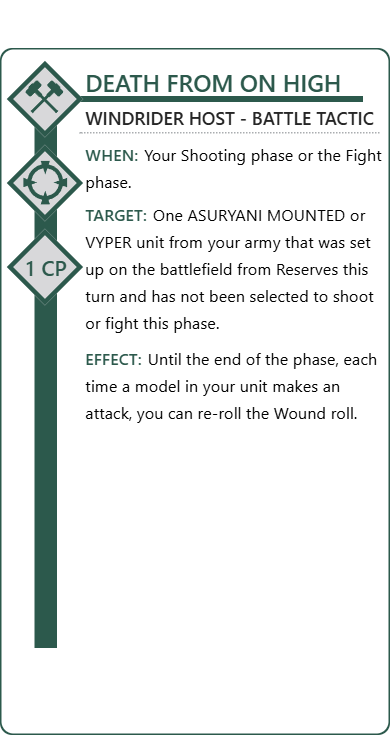 DEATH FROM ON HIGH
WINDRIDER HOST - BATTLE TACTIC
WHEN: Your Shooting phase or the Fight
phase.
TARGET: One ASURYANI MOUNTED or
VYPER unit from your army that was set
up on the battlefield from Reserves this
turn and has not been selected to shoot
or fight this phase.
1 CP
EFFECT: Until the end of the phase, each
time a model in your unit makes an
attack, you can re-roll the Wound roll.